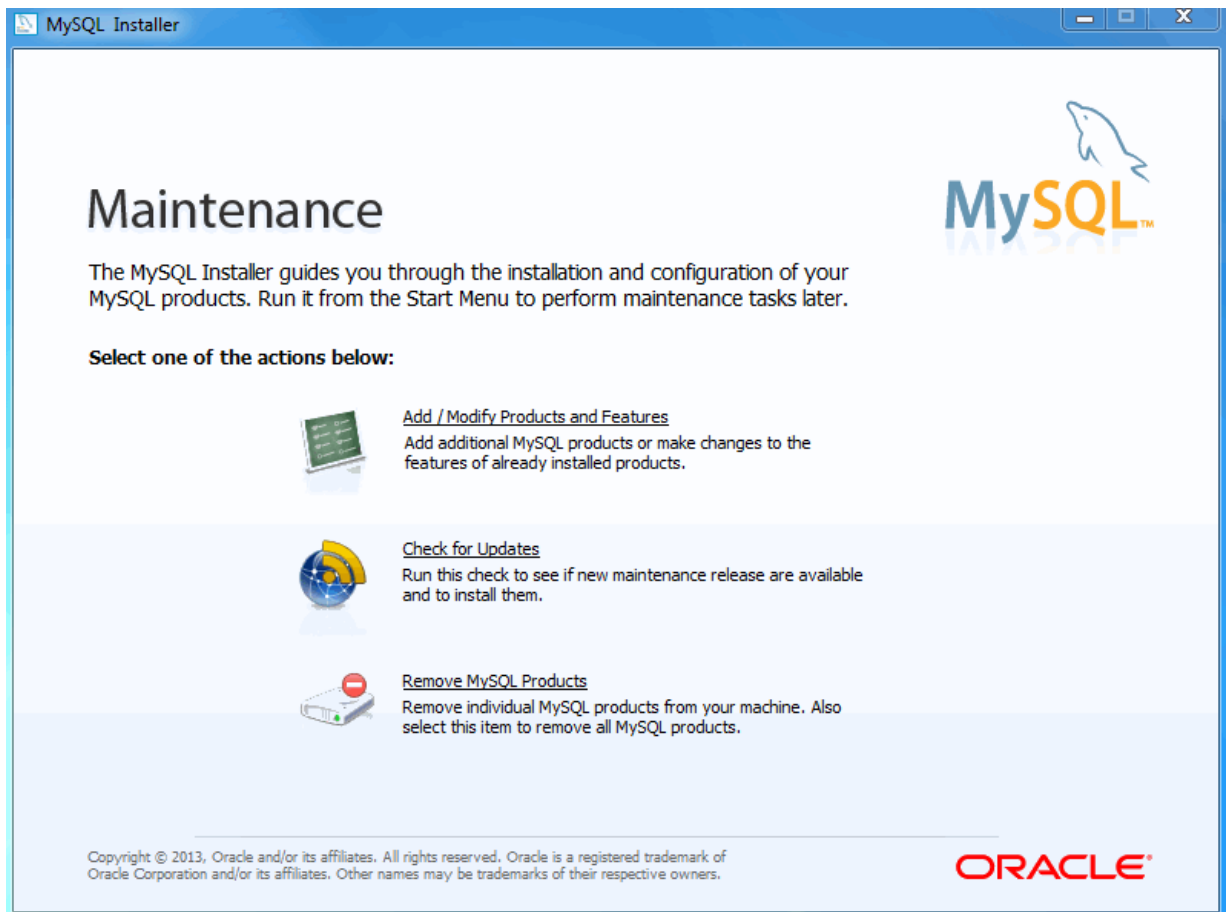 MySQL Installer
MySQL™
Maintenance
The MySQL Installer guides you through the installation and configuration of your
MySQL products. Run it from the Start Menu to perform maintenance tasks later.
Select one of the actions below:
Add / Modify Products and Features
Add additional MySQL products or make changes to the
features of already installed products.
Check for Updates
Run this check to see if new maintenance release are available
and to install them.
Remove MySQL Products
Remove individual MySQL products from your machine. Also
select this item to remove all MySQL products.
Copyright © 2013, Oracle and/or its affiliates. All rights reserved. Oracle is a registered trademark of
Oracle Corporation and/or its affiliates. Other names may be trademarks of their respective owners.
ORACLE®